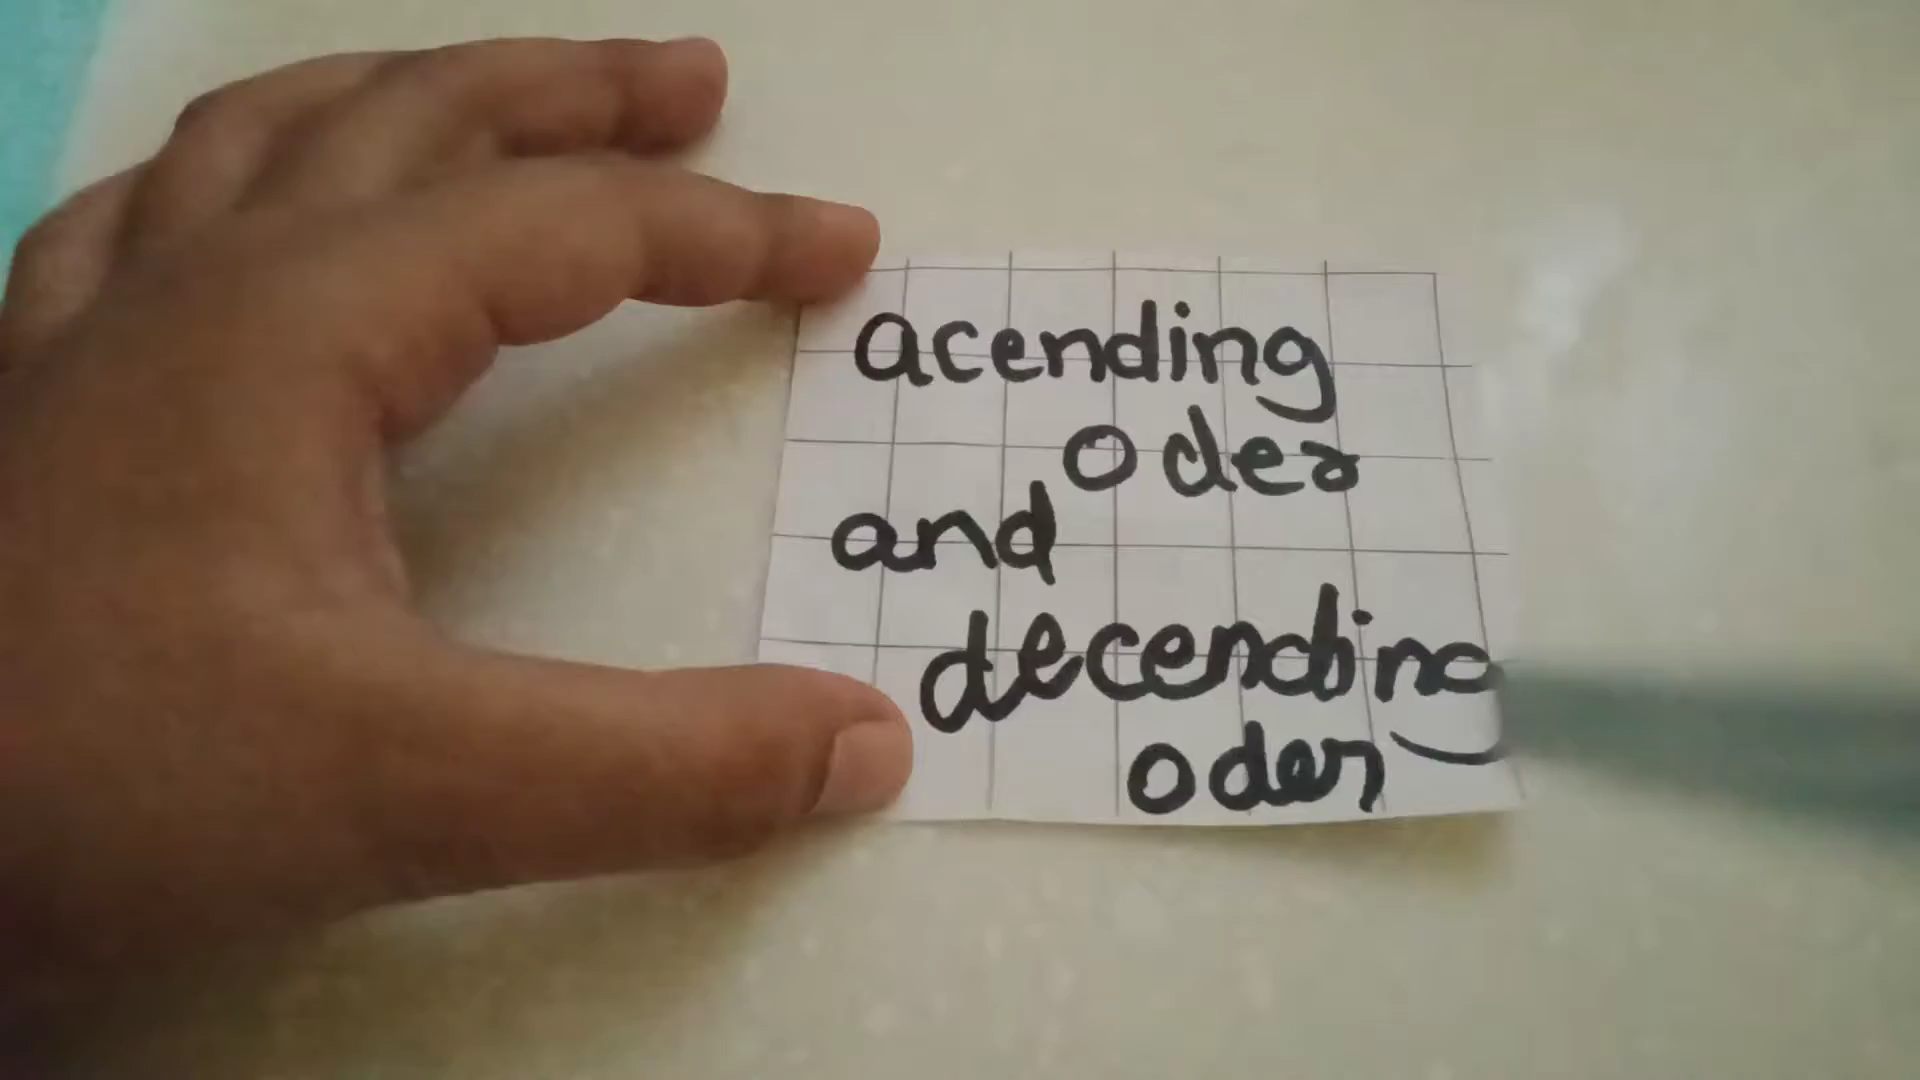 acending
oder
and
decending
oder